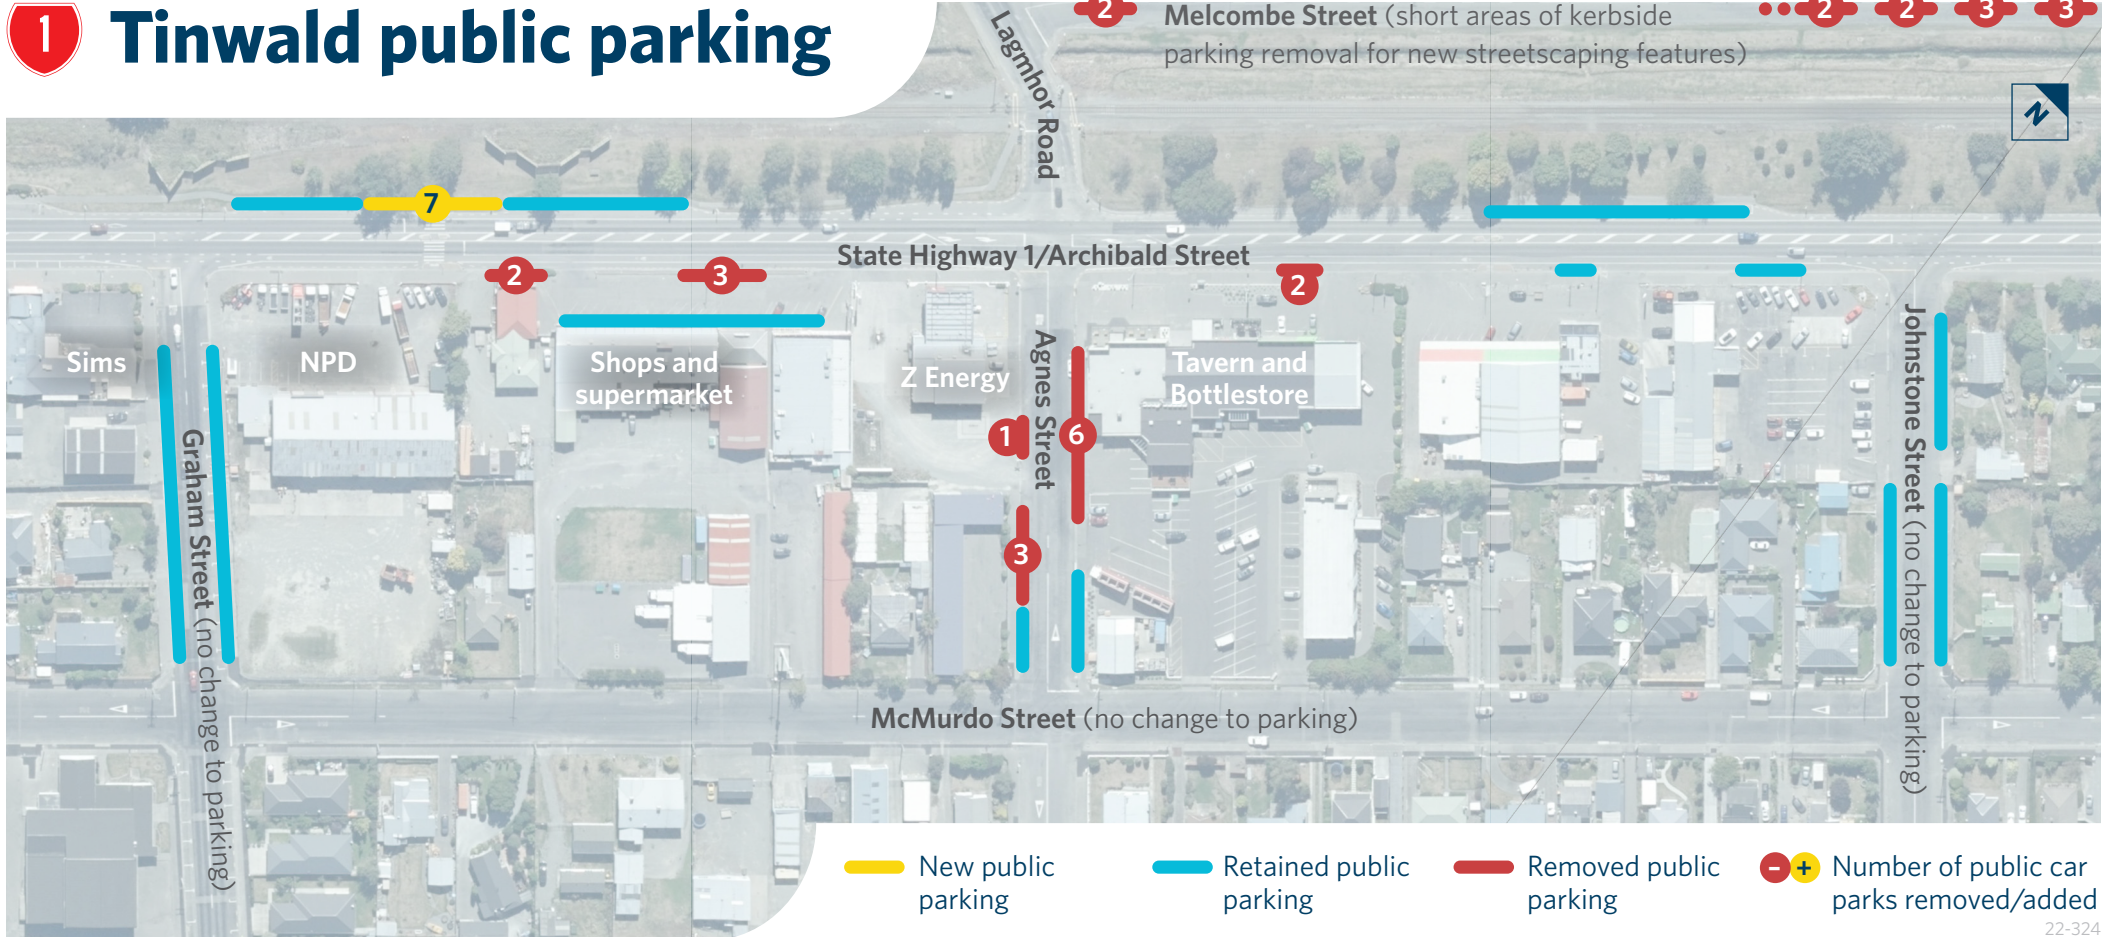 1
Tinwald public parking
2
Melcombe Street (short areas of kerbside
parking removal for new streetscaping features)
2
2
3
3
Lagmhor Road
N
7
State Highway 1/Archibald Street
2
3
2
Sims
NPD
Shops and
supermarket
Z Energy
Agnes Street
Tavern and
Bottlestore
1
6
3
Graham Street (no change to parking)
Johnstone Street (no change to parking)
McMurdo Street (no change to parking)
New public
parking
Retained public
parking
Removed public
parking
- +
Number of public car
parks removed/added
22-324